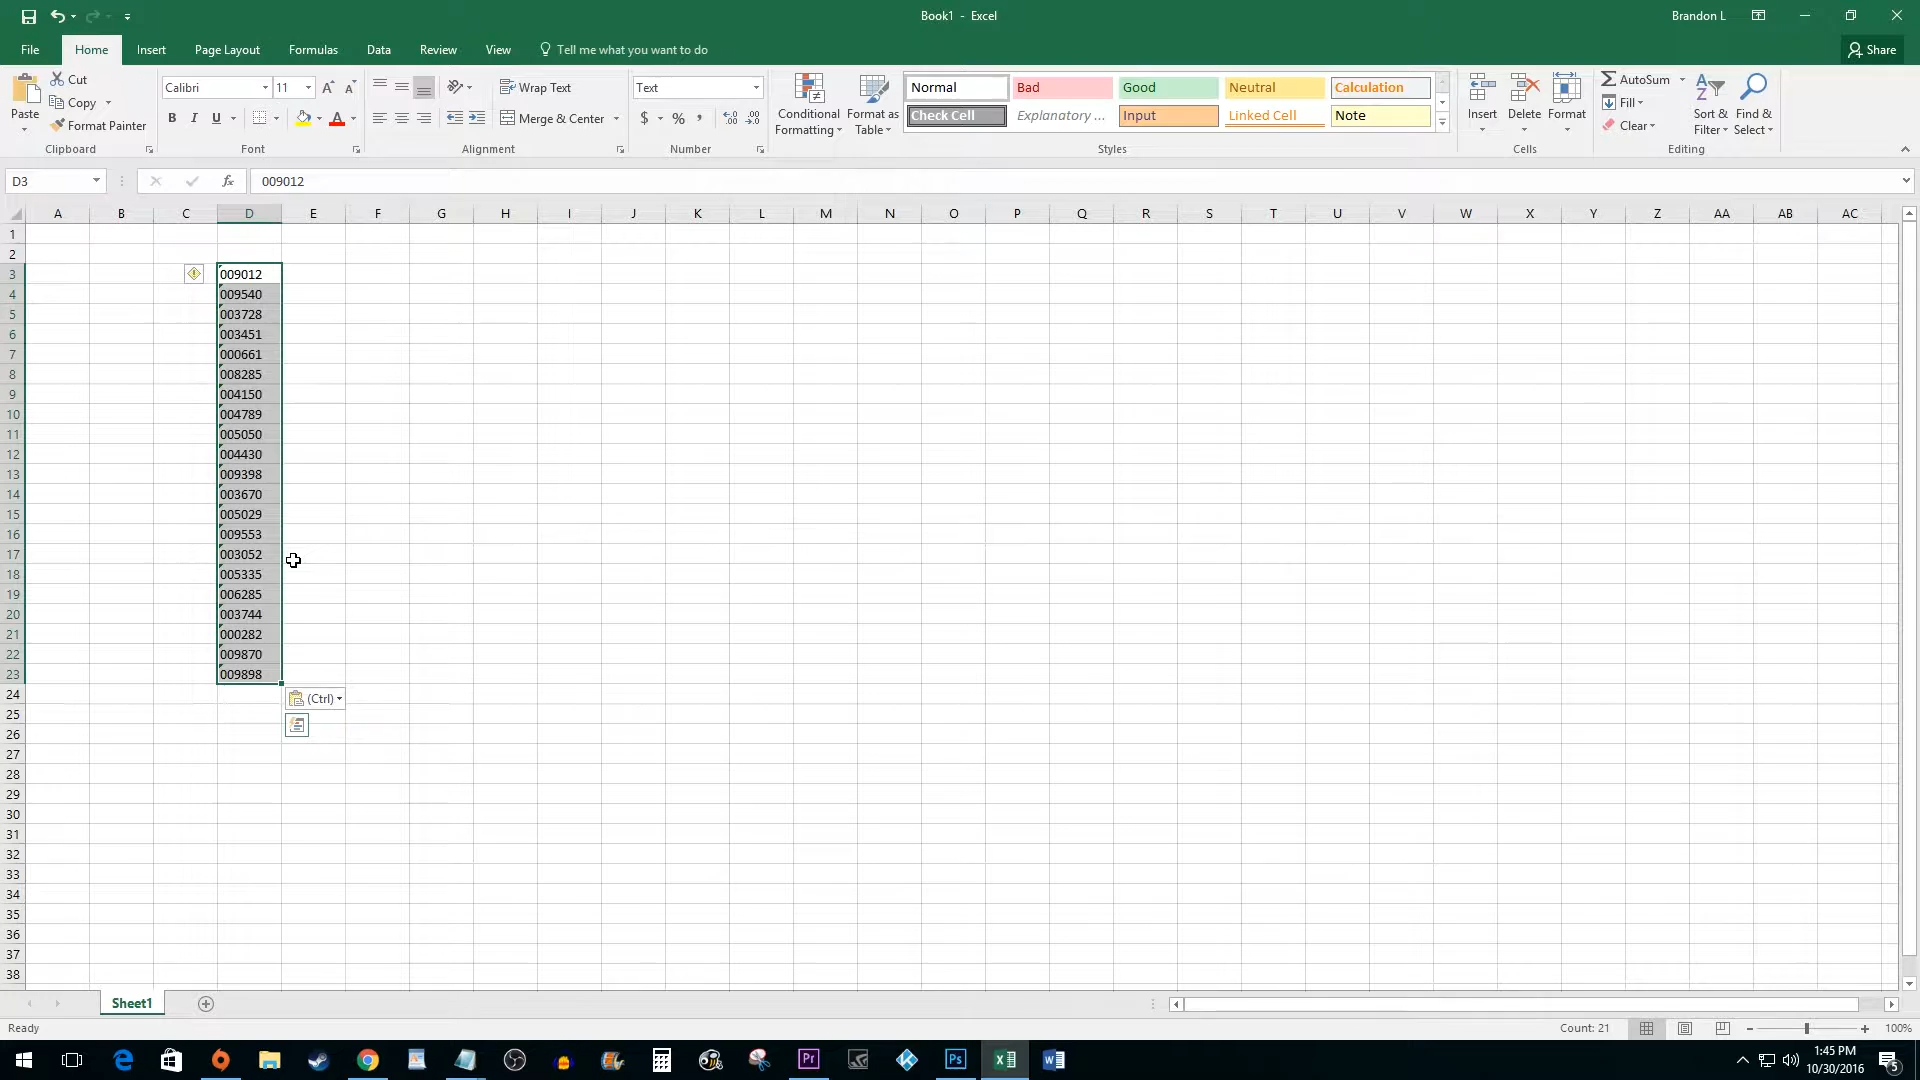 Book1 - Excel
Brandon L
File Home Insert Page Layout Formulas Data Review View Tell me what you want to do Share
Paste
Cut
Copy
Format Painter
Clipboard
Calibri 11
B I U
Font
Wrap Text
Merge & Center
Alignment
Text
$ % ,
Number
Conditional Formatting
Format as Table
Normal Bad Good Neutral Calculation
Check Cell Explanatory ... Input Linked Cell Note
Styles
Insert Delete Format
Cells
AutoSum
Fill
Clear
Sort & Filter
Find & Select
Editing
D3 fx 009012
A B C D E F G H I J K L M N O P Q R S T U V W X Y Z AA AB AC
1
2
3 009012
4 009540
5 003728
6 003451
7 000661
8 008285
9 004150
10 004789
11 005050
12 004430
13 009398
14 003670
15 005029
16 009553
17 003052
18 005335
19 006285
20 003744
21 000282
22 009870
23 009898
24 (Ctrl)
25
26
27
28
29
30
31
32
33
34
35
36
37
38
Sheet1
Ready
Count: 21
100%
Pr Ps
1:45 PM
10/30/2016
5